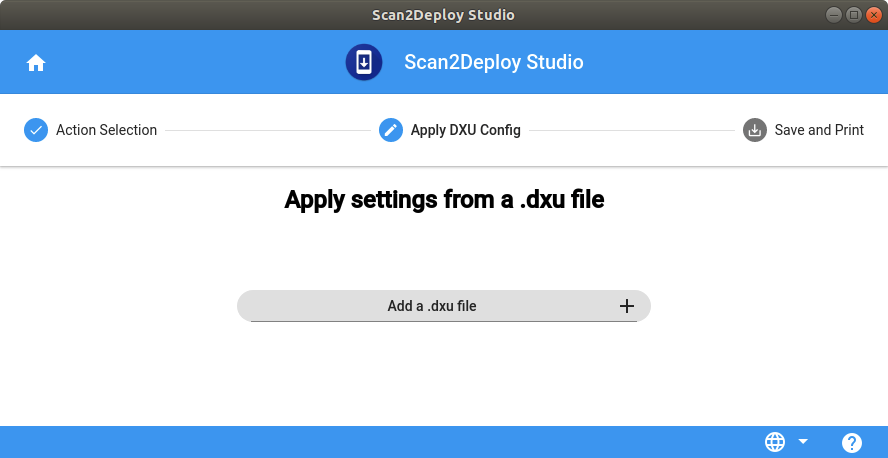 Scan2Deploy Studio
Scan2Deploy Studio
Action Selection
Apply DXU Config
Save and Print
Apply settings from a .dxu file
Add a .dxu file